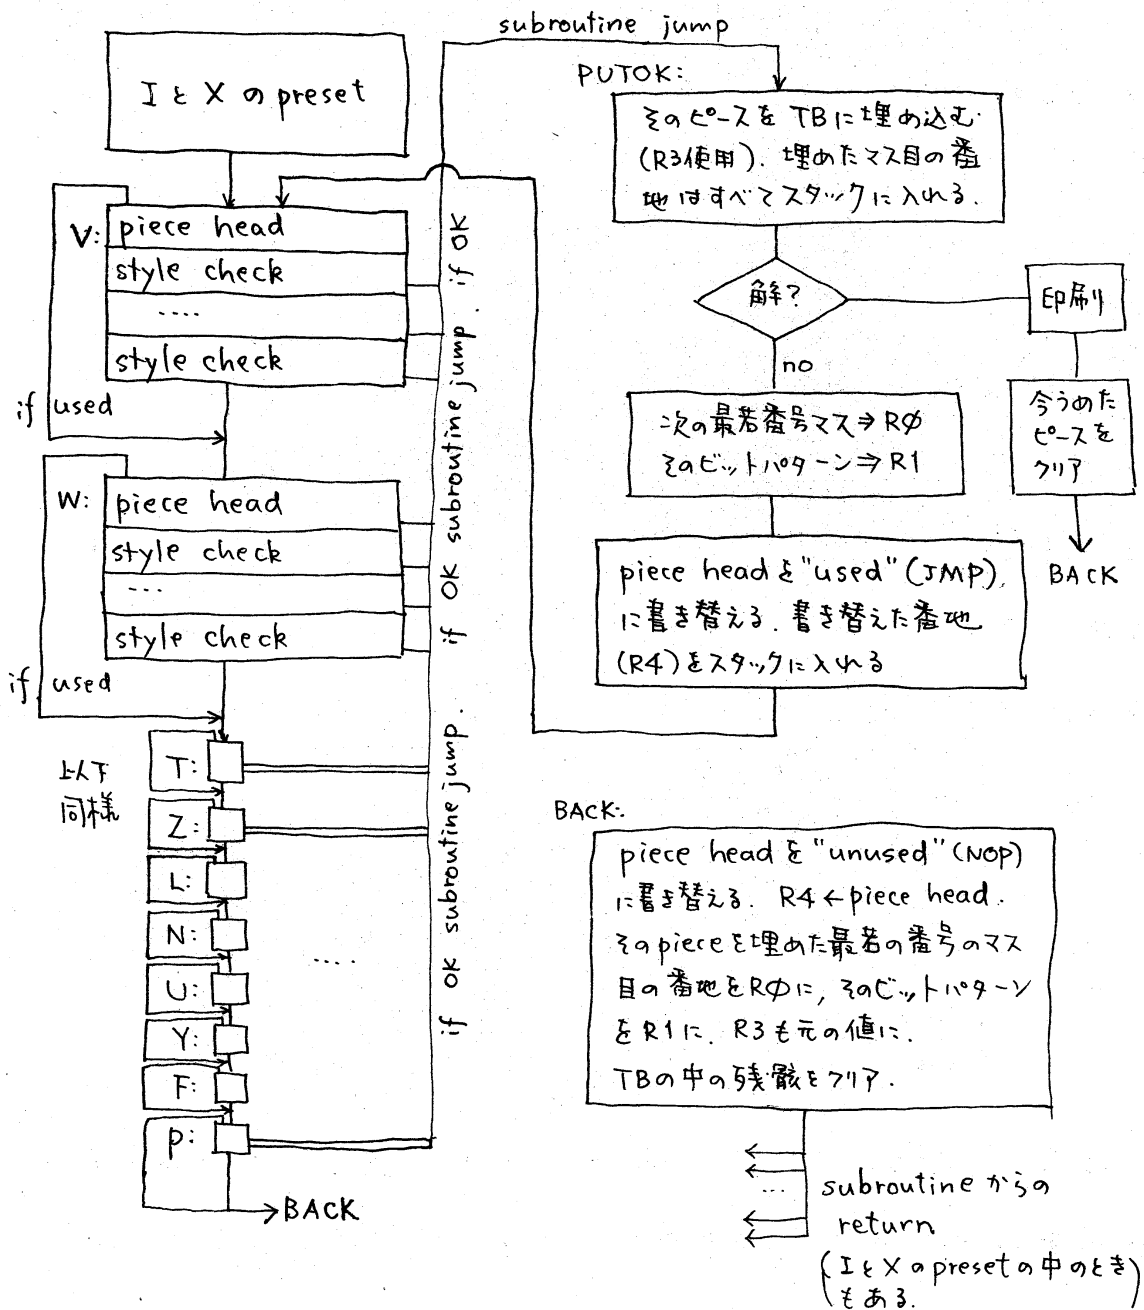 subroutine jump
IとXのpreset
PUTOK:
そのピースをTBに埋め込む
(R3使用). 埋めたマス目の番
地はすべてスタックに入れる.
V:
piece head
style check
....
style check
if used
if OK subroutine jump.
解?
印刷
no
次の最若番号マス⇒RΦ
そのビットパターン⇒R1
今うめた
ピースを
クリア
BACK
W:
piece head
style check
...
style check
if used
if OK subroutine jump.
piece headを"used"(JMP)
に書き替える. 書き替えた番地
(R4)をスタックに入れる
以下
同様
T:
Z:
L:
N:
U:
Y:
F:
P:
....
if OK subroutine jump.
BACK
BACK:
piece headを"unused"(NOP)
に書き替える. R4←piece head.
そのpieceを埋めた最若の番号のマス
目の番地をRΦに, そのビットパターン
をR1に. R3も元の値に.
TBの中の残骸をクリア.
...
subroutineからの
return
(IとXのpresetの中のとき
もある.)